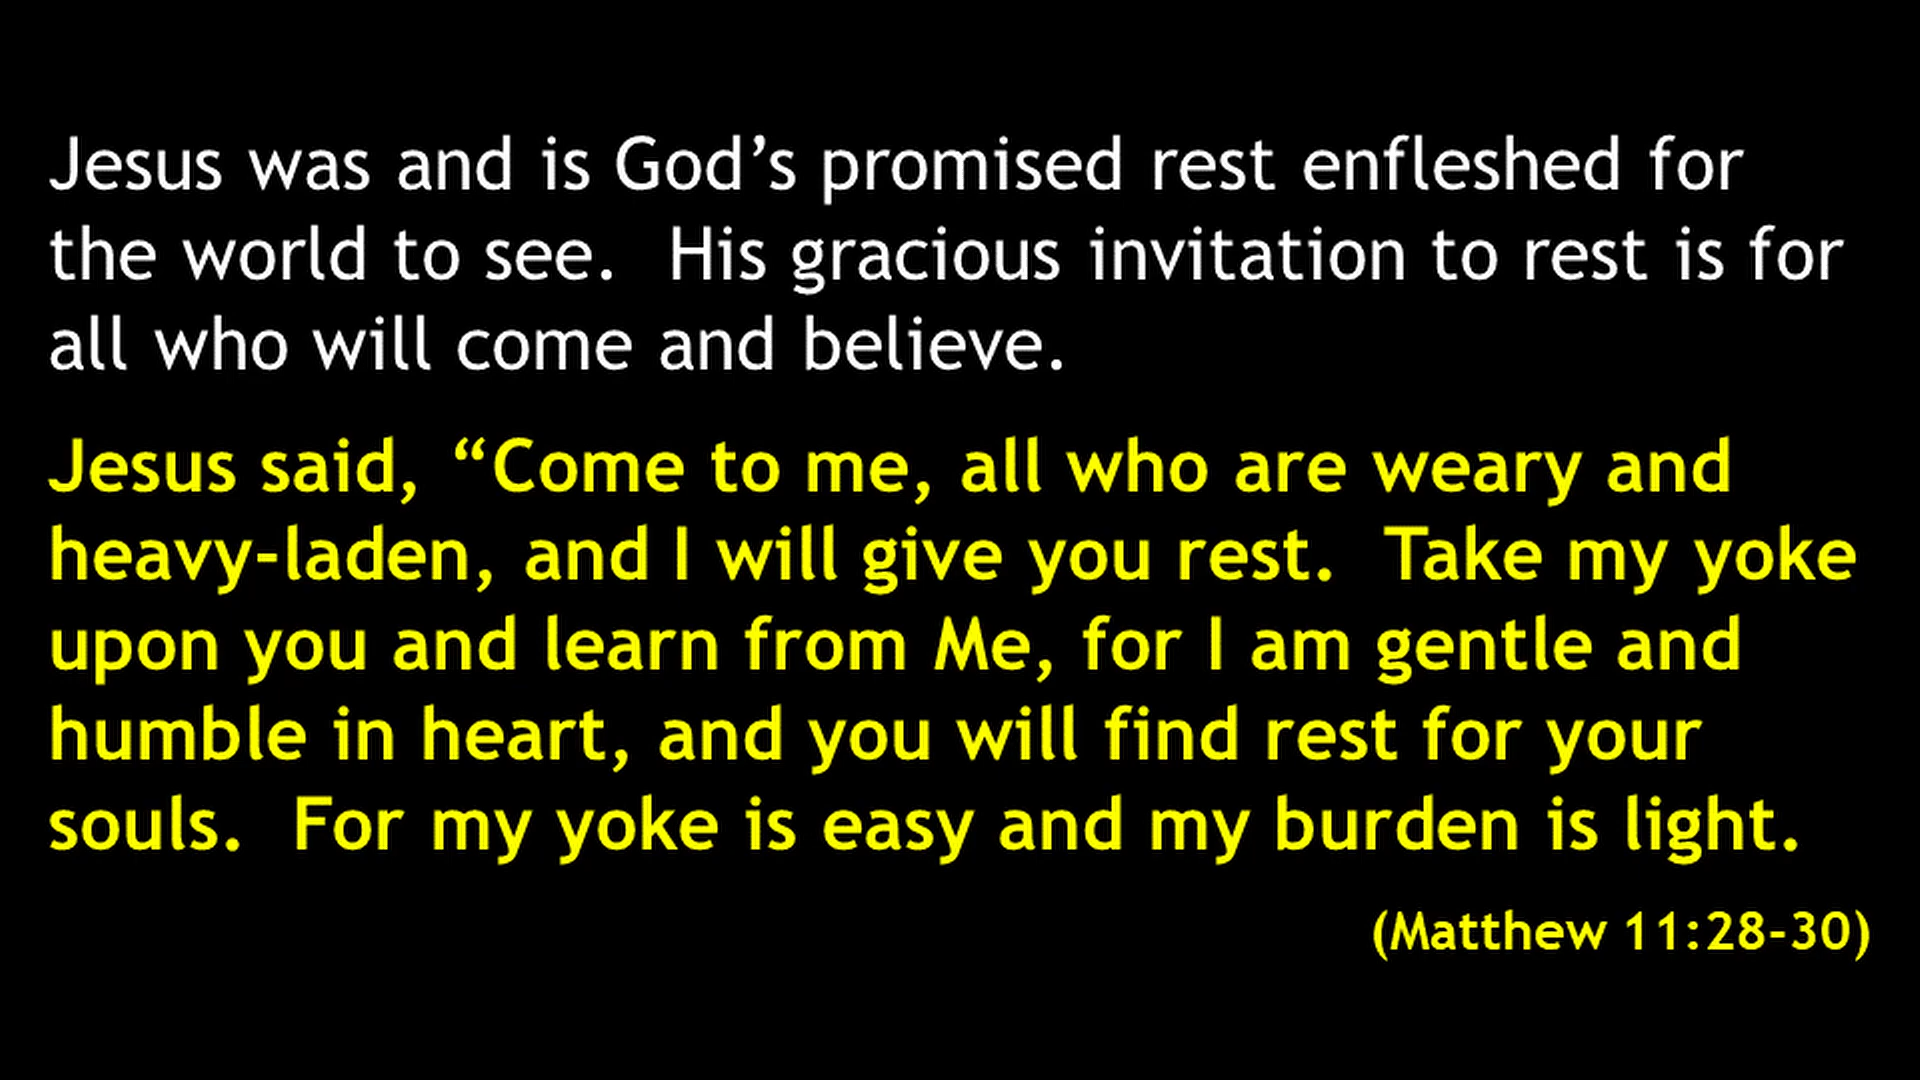 Jesus was and is God’s promised rest enfleshed for
the world to see.  His gracious invitation to rest is for
all who will come and believe.
Jesus said, “Come to me, all who are weary and
heavy-laden, and I will give you rest.  Take my yoke
upon you and learn from Me, for I am gentle and
humble in heart, and you will find rest for your
souls.  For my yoke is easy and my burden is light.
(Matthew 11:28-30)